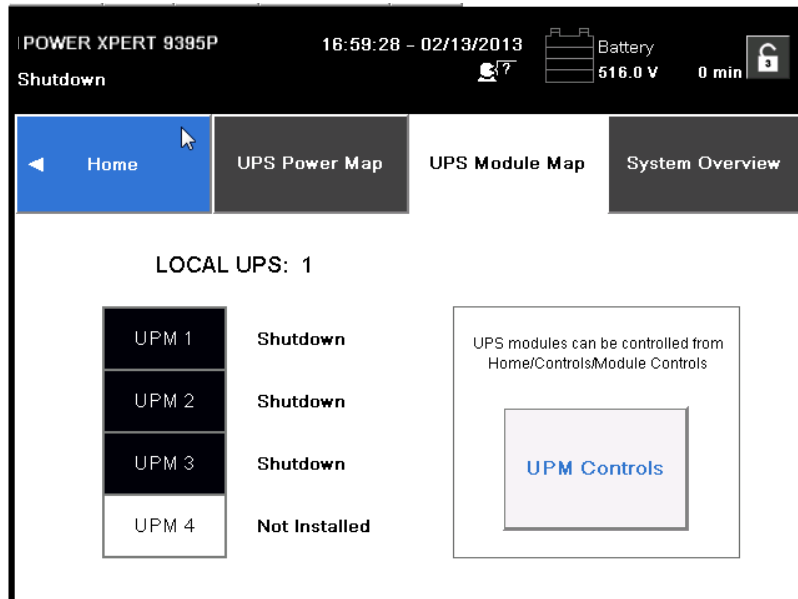 POWER XPERT 9395P
16:59:28 - 02/13/2013
Battery
Shutdown
?
516.0 V
0 min
3
Home
UPS Power Map
UPS Module Map
System Overview
LOCAL UPS: 1
UPM 1
Shutdown
UPM 2
Shutdown
UPM 3
Shutdown
UPM 4
Not Installed
UPS modules can be controlled from
Home/Controls/Module Controls
UPM Controls